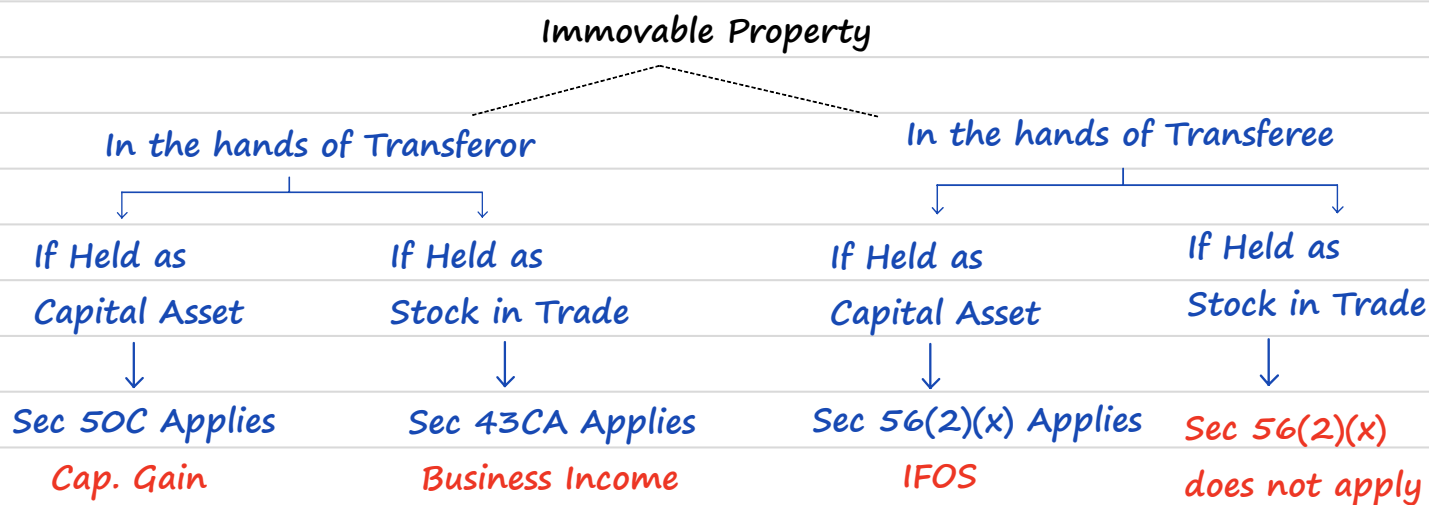 Immovable Property
In the hands of Transferor
In the hands of Transferee
If Held as
Capital Asset
Sec 50C Applies
Cap. Gain
If Held as
Stock in Trade
Sec 43CA Applies
Business Income
If Held as
Capital Asset
Sec 56(2)(x) Applies
IFOS
If Held as
Stock in Trade
Sec 56(2)(x)
does not apply